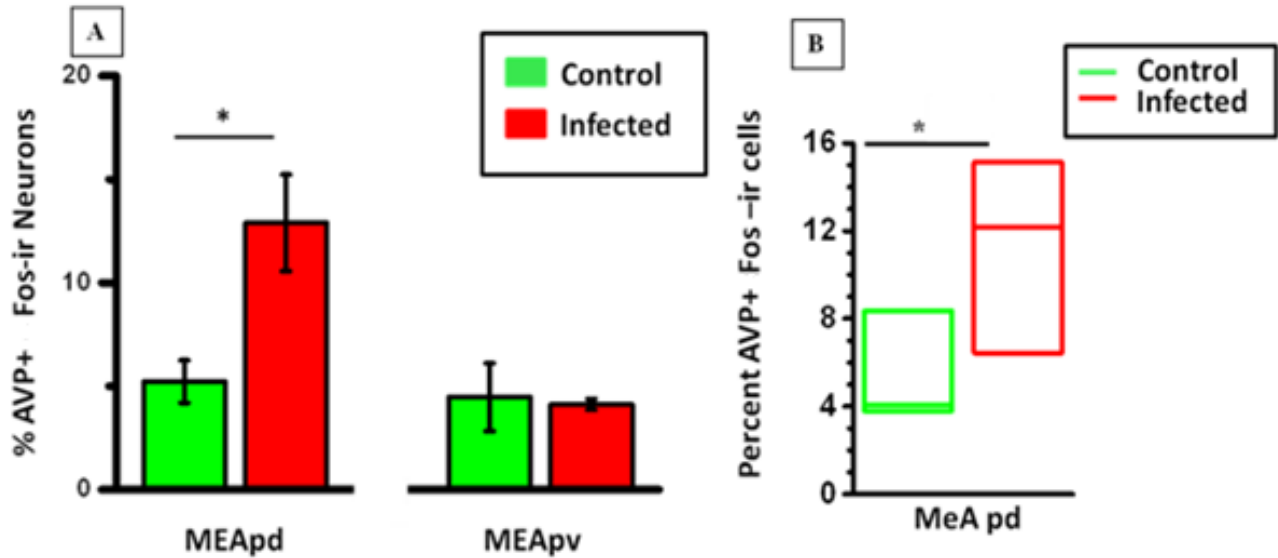 A
% AVP+ Fos-ir Neurons
20
10
0
*
Control
Infected
MEApd
MEApv
B
Control
Infected
Percent AVP+ Fos –ir cells
16
12
8
4
0
*
MeA pd